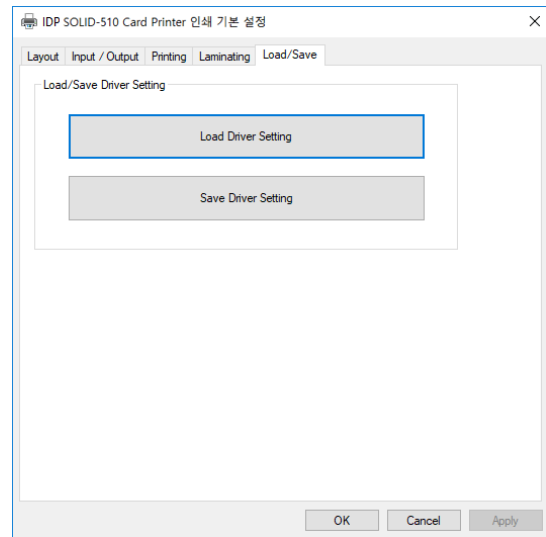 IDP SOLID-510 Card Printer 인쇄 기본 설정
Layout Input / Output Printing Laminating Load/Save
Load/Save Driver Setting
Load Driver Setting
Save Driver Setting
OK Cancel Apply